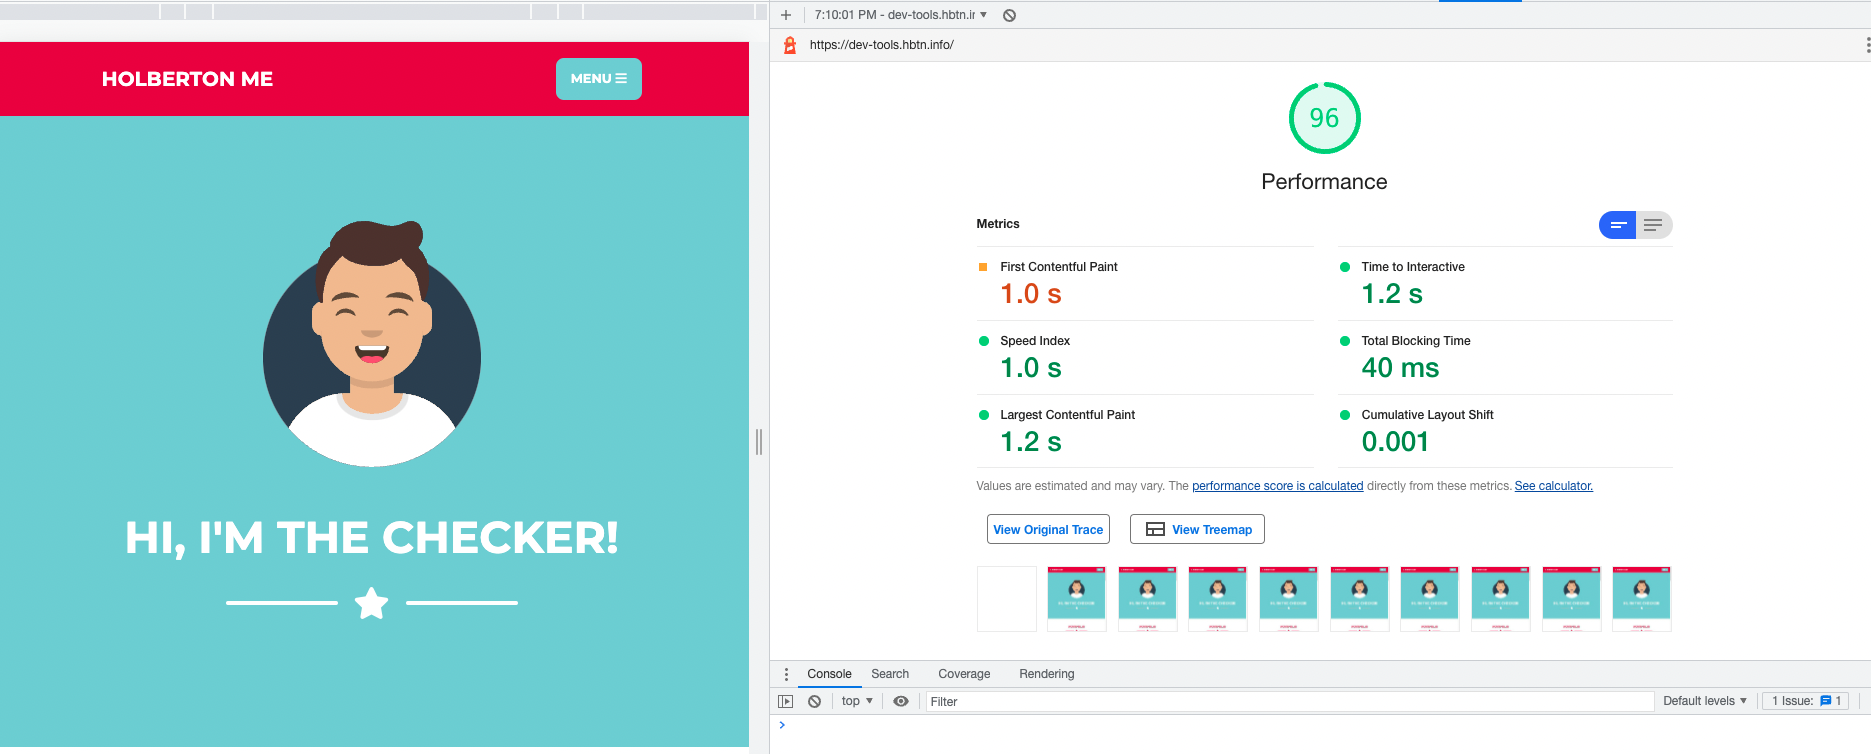 HOLBERTON ME
MENU
HI, I'M THE CHECKER!
7:10:01 PM - dev-tools.hbtn.ir
https://dev-tools.hbtn.info/
96
Performance
Metrics
First Contentful Paint
1.0 s
Time to Interactive
1.2 s
Speed Index
1.0 s
Total Blocking Time
40 ms
Largest Contentful Paint
1.2 s
Cumulative Layout Shift
0.001
Values are estimated and may vary. The performance score is calculated directly from these metrics. See calculator.
View Original Trace
View Treemap
Console Search Coverage Rendering
top Filter Default levels 1 Issue: 1